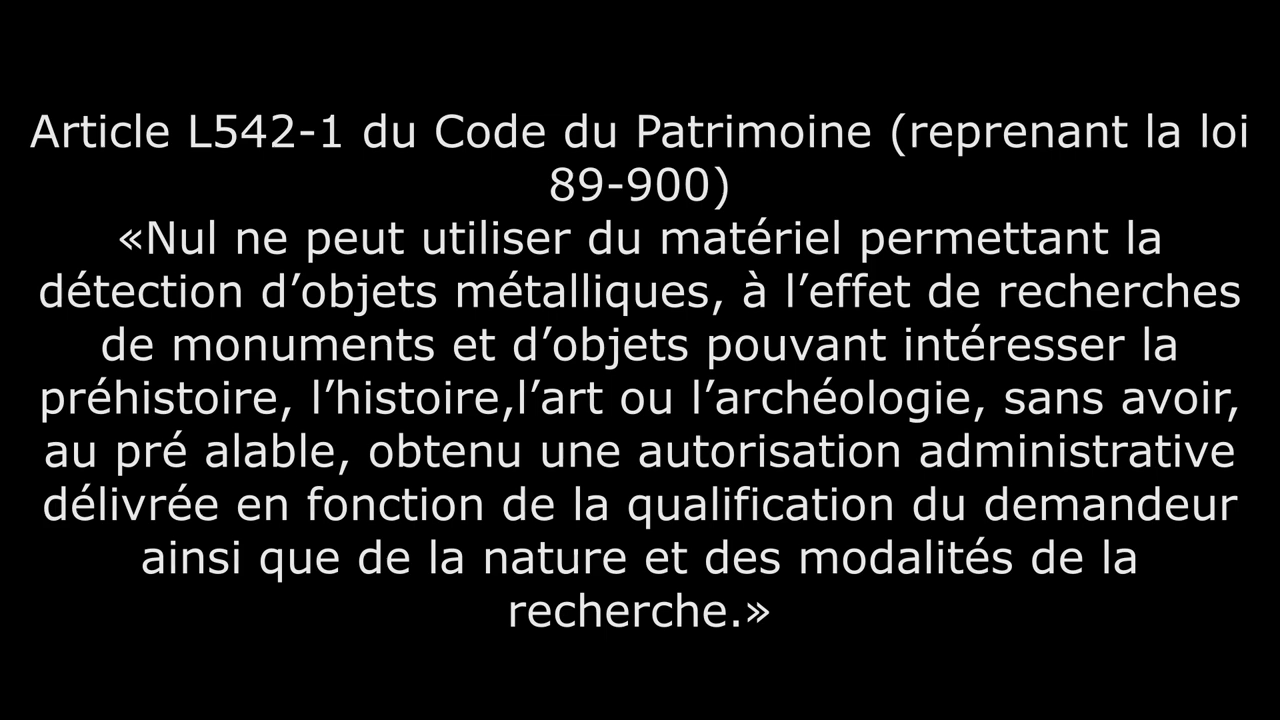 Article L542-1 du Code du Patrimoine (reprenant la loi
89-900)
«Nul ne peut utiliser du matériel permettant la
détection d’objets métalliques, à l’effet de recherches
de monuments et d’objets pouvant intéresser la
préhistoire, l’histoire,l’art ou l’archéologie, sans avoir,
au pré alable, obtenu une autorisation administrative
délivrée en fonction de la qualification du demandeur
ainsi que de la nature et des modalités de la
recherche.»